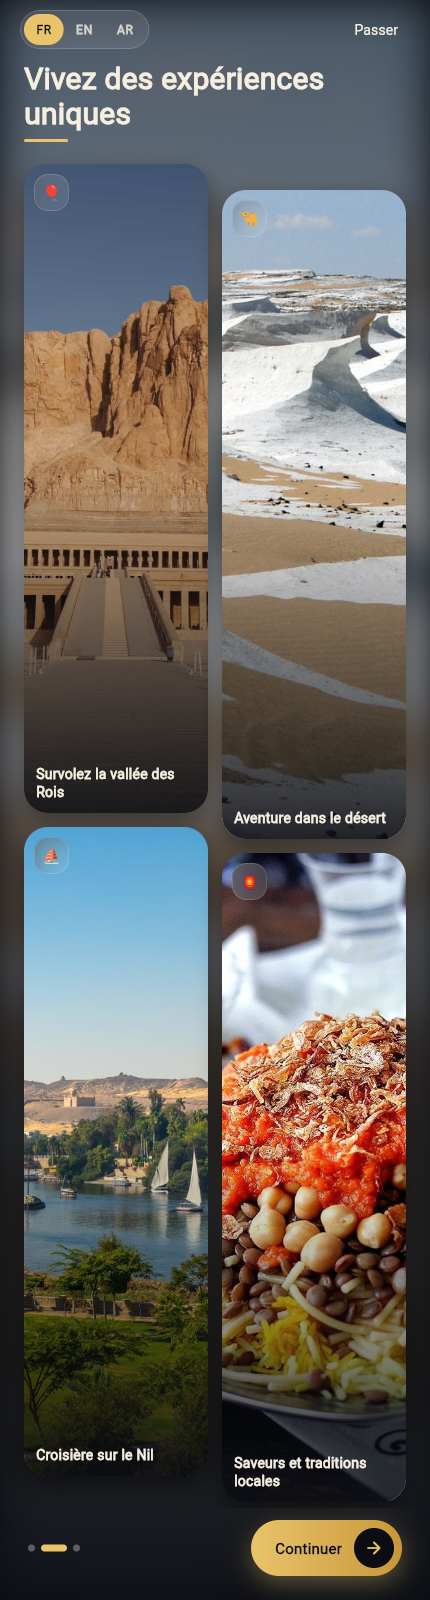 FR EN AR
Passer
Vivez des expériences
uniques
Survolez la vallée des
Rois
Aventure dans le désert
Croisière sur le Nil
Saveurs et traditions
locales
Continuer